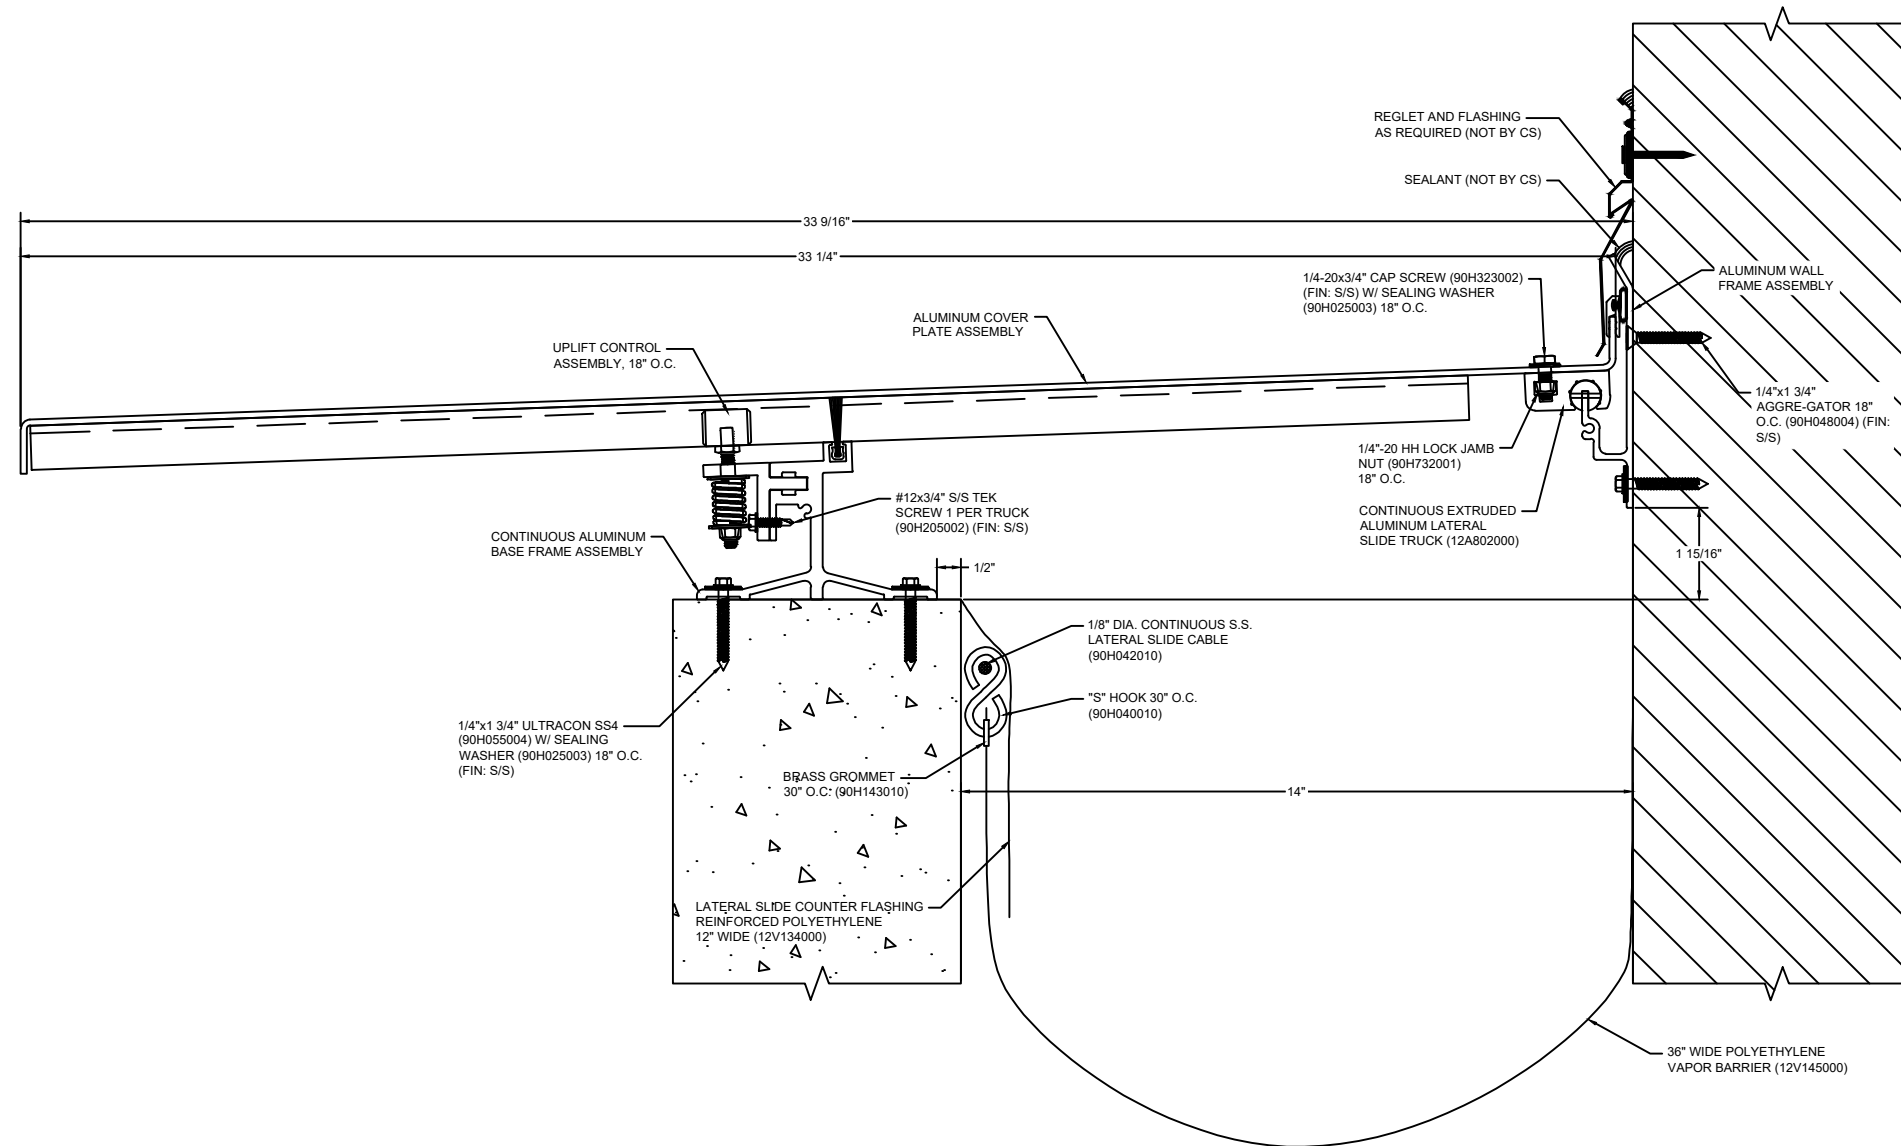 REGLET AND FLASHING
AS REQUIRED (NOT BY CS)
SEALANT (NOT BY CS)
33 9/16"
33 1/4"
1/4-20x3/4" CAP SCREW (90H323002)
(FIN: S/S) W/ SEALING WASHER
(90H025003) 18" O.C.
ALUMINUM WALL
FRAME ASSEMBLY
ALUMINUM COVER
PLATE ASSEMBLY
UPLIFT CONTROL
ASSEMBLY, 18" O.C.
1/4"x1 3/4"
AGGRE-GATOR 18"
O.C. (90H048004) (FIN:
S/S)
1/4"-20 HH LOCK JAMB
NUT (90H732001)
18" O.C.
#12x3/4" S/S TEK
SCREW 1 PER TRUCK
(90H205002) (FIN: S/S)
CONTINUOUS EXTRUDED
ALUMINUM LATERAL
SLIDE TRUCK (12A802000)
CONTINUOUS ALUMINUM
BASE FRAME ASSEMBLY
1 15/16"
1/2"
1/8" DIA. CONTINUOUS S.S.
LATERAL SLIDE CABLE
(90H042010)
"S" HOOK 30" O.C.
(90H040010)
1/4"x1 3/4" ULTRACON SS4
(90H055004) W/ SEALING
WASHER (90H025003) 18" O.C.
(FIN: S/S)
BRASS GROMMET
30" O.C. (90H143010)
14"
LATERAL SLIDE COUNTER FLASHING
REINFORCED POLYETHYLENE
12" WIDE (12V134000)
36" WIDE POLYETHYLENE
VAPOR BARRIER (12V145000)